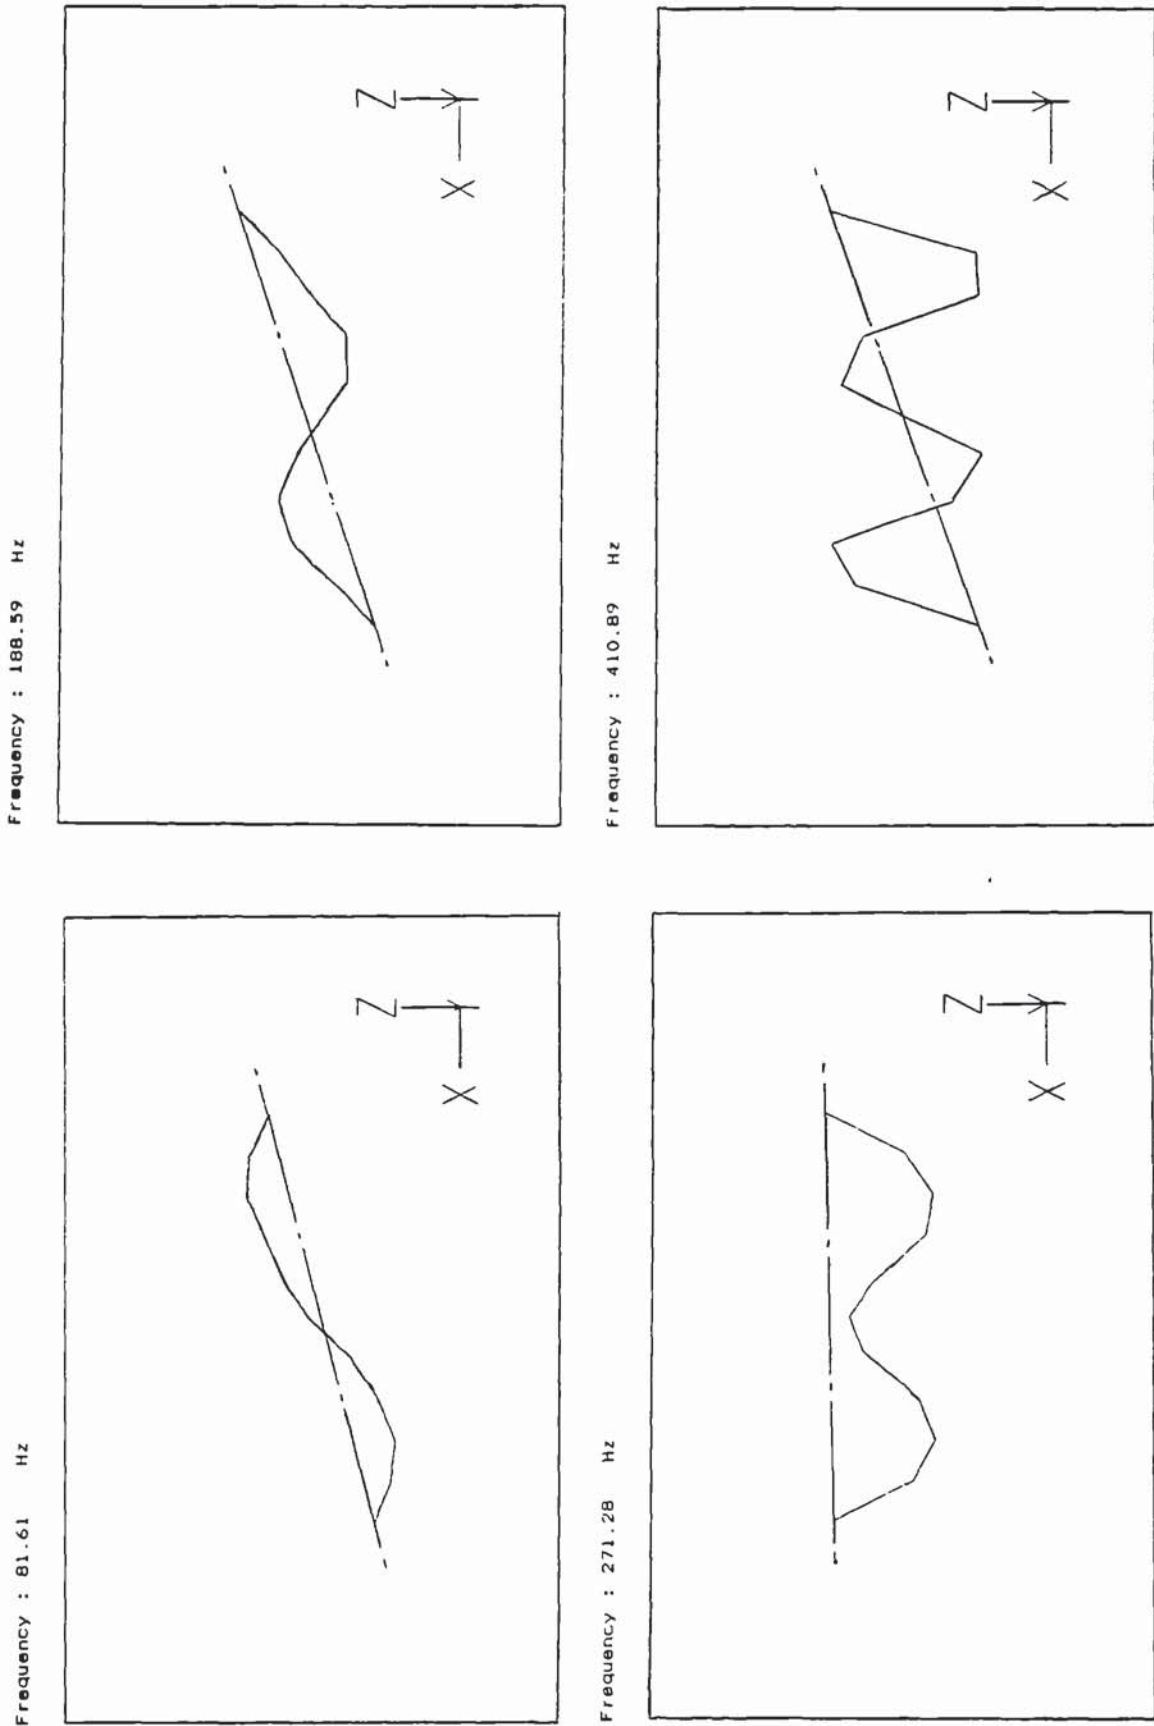 Frequency : 81.61 Hz
Z
X
Frequency : 188.59 Hz
Z
X
Frequency : 271.28 Hz
Z
X
Frequency : 410.89 Hz
Z
X